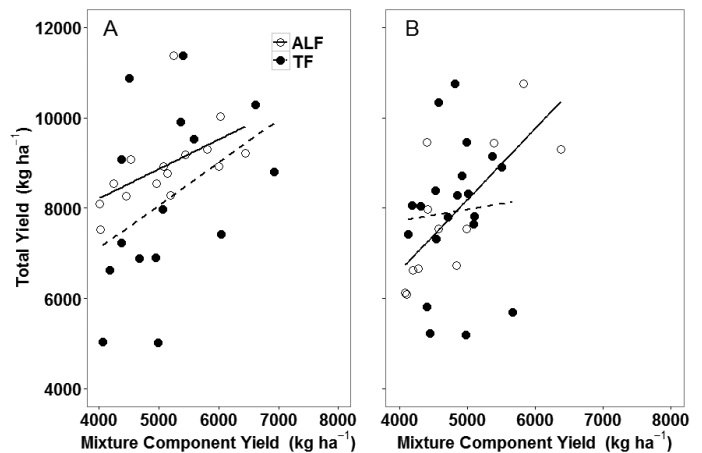 A
B
ALF
TF
12000
10000
8000
6000
4000
Total Yield (kg ha⁻¹)
4000 5000 6000 7000 8000
4000 5000 6000 7000 8000
Mixture Component Yield (kg ha⁻¹)
Mixture Component Yield (kg ha⁻¹)